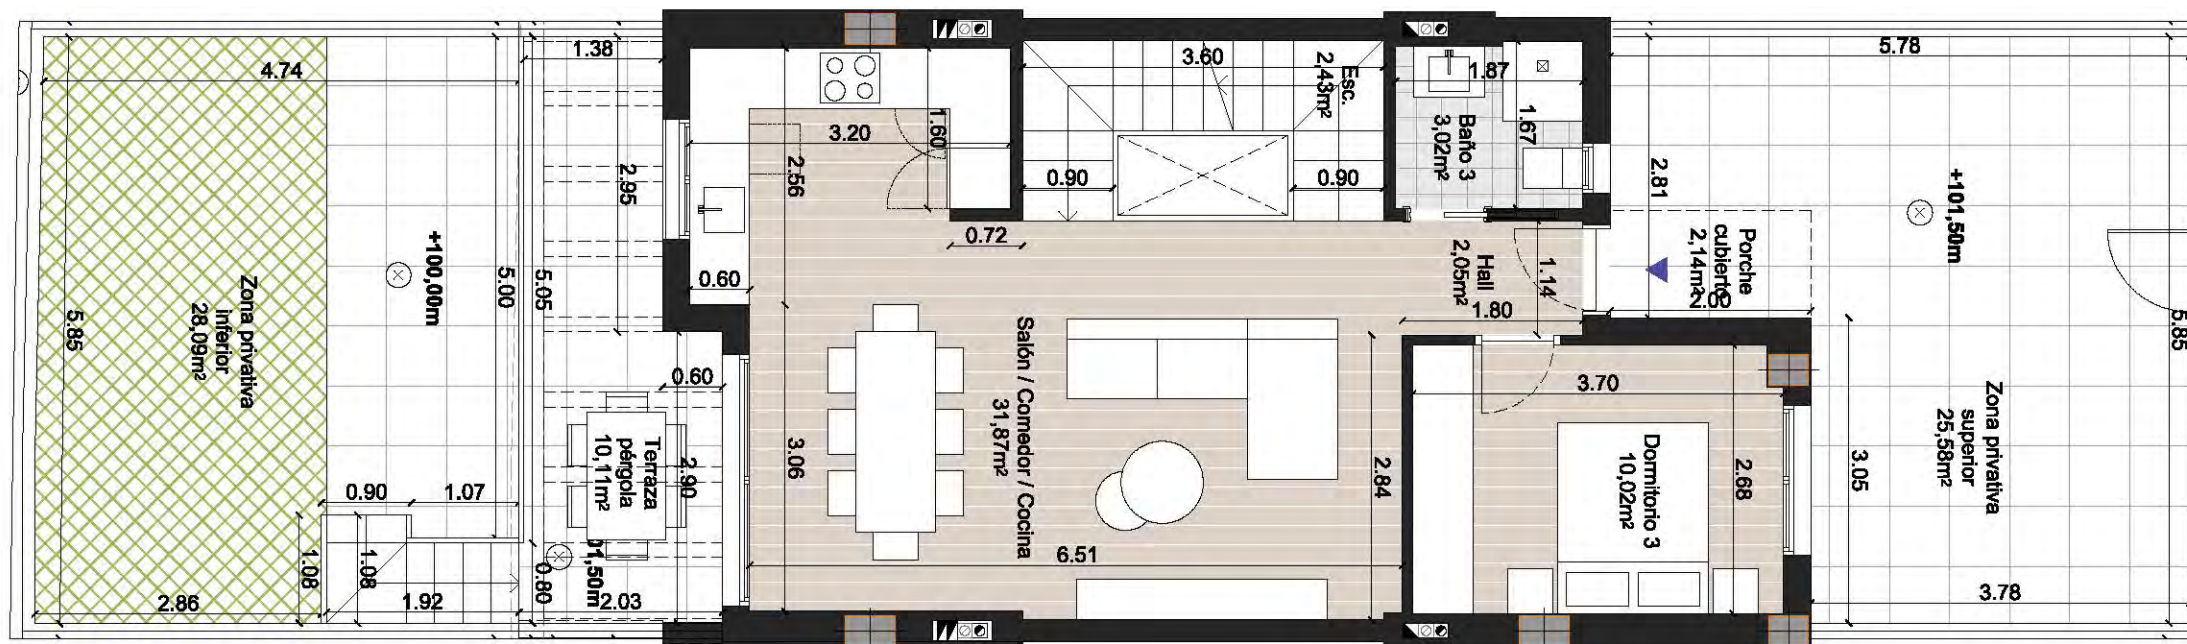 4.74
1.38
3.20
2.56
1.60
3.60
Esc.
2,43m²
0.90
0.90
1.87
1.67
Baño 3
3,02m²
5.78
2.81
+101,50m
Porche
cubierto
2,14m²
2.00
5.85
2.95
5.00
5.05
+100,00m
Zona privativa
inferior
28,09m²
5.85
0.72
0.60
Hall
2,05m²
1.14
1.80
0.60
Salón / Comedor / Cocina
31,87m²
3.06
2.84
3.70
Dormitorio 3
10,02m²
2.68
3.05
Zona privativa
superior
25,58m²
Terraza
pérgola
10,11m²
2.90
0.90
1.07
1.08
1.08
0.80
01,50m
6.51
2.86
1.92
2.03
3.78